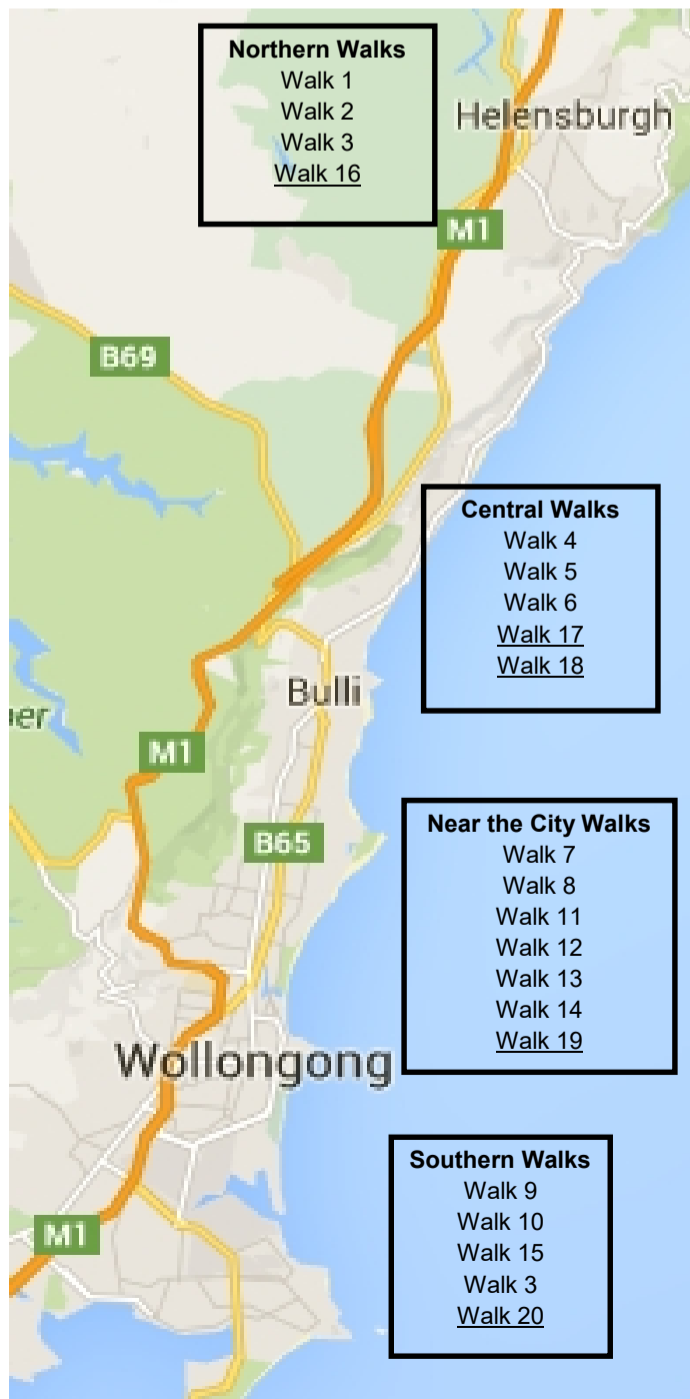 Northern Walks
Walk 1
Walk 2
Walk 3
Walk 16
Helensburgh
M1
B69
Central Walks
Walk 4
Walk 5
Walk 6
Walk 17
Walk 18
Bulli
er
M1
Near the City Walks
Walk 7
Walk 8
Walk 11
Walk 12
Walk 13
Walk 14
Walk 19
B65
Wollongong
Southern Walks
Walk 9
Walk 10
Walk 15
Walk 3
Walk 20
M1